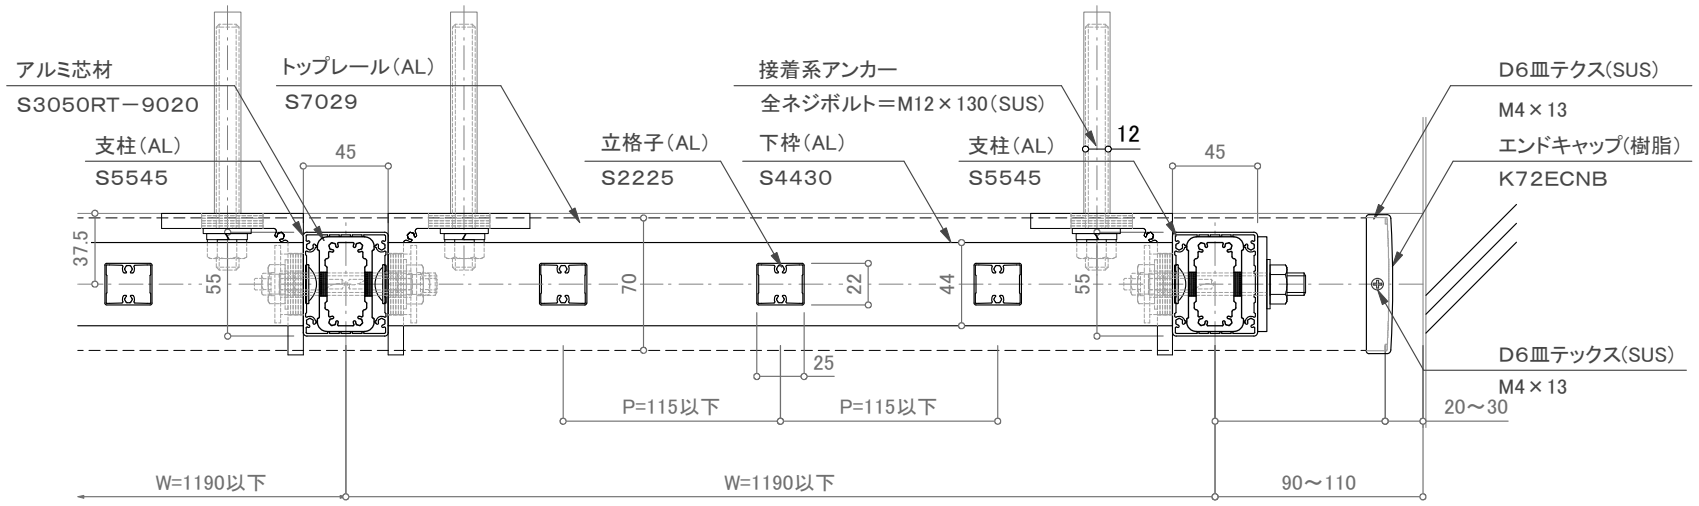 アルミ芯材
S3050RT－9020
トップレール(AL)
S7029
接着系アンカー
全ネジボルト＝M12×130(SUS)
D6皿テクス(SUS)
M4×13
支柱(AL)
S5545
45
立格子(AL)
S2225
下枠(AL)
S4430
支柱(AL)
S5545
12
45
エンドキャップ(樹脂)
K72ECNB
37.5
55
70
22
44
55
25
D6皿テックス(SUS)
M4×13
P=115以下
P=115以下
20～30
W=1190以下
W=1190以下
90～110